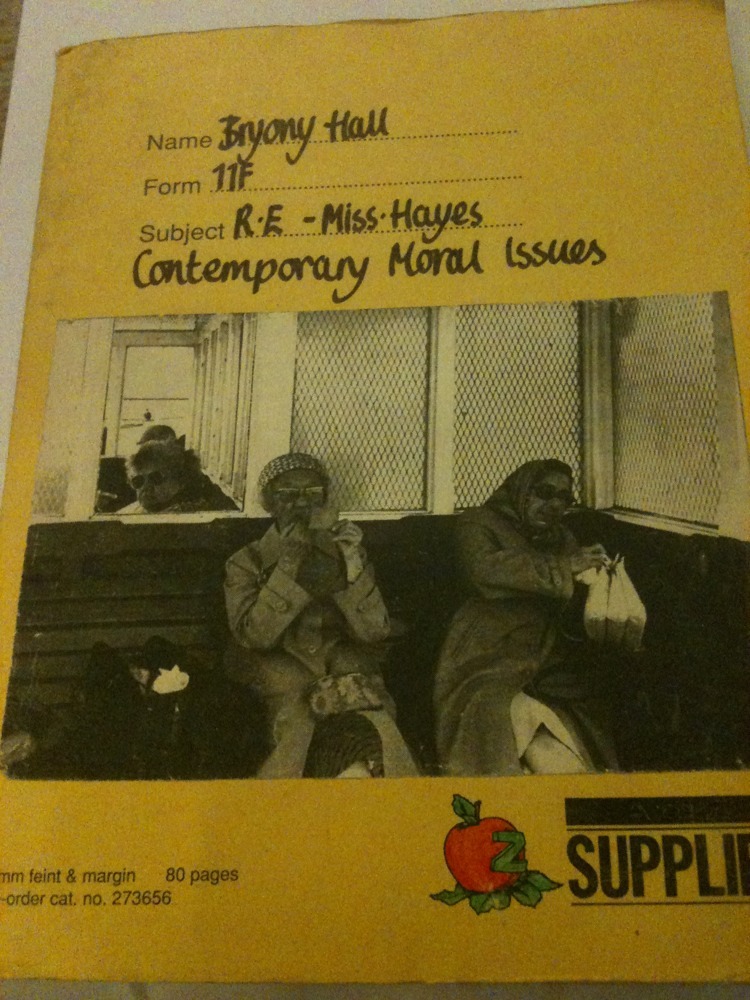 Name Bryony Hall
Form 11F
Subject R.E - Miss. Hayes
Contemporary Moral Issues
mm feint & margin 80 pages
-order cat. no. 273656
Z
SUPPLIE